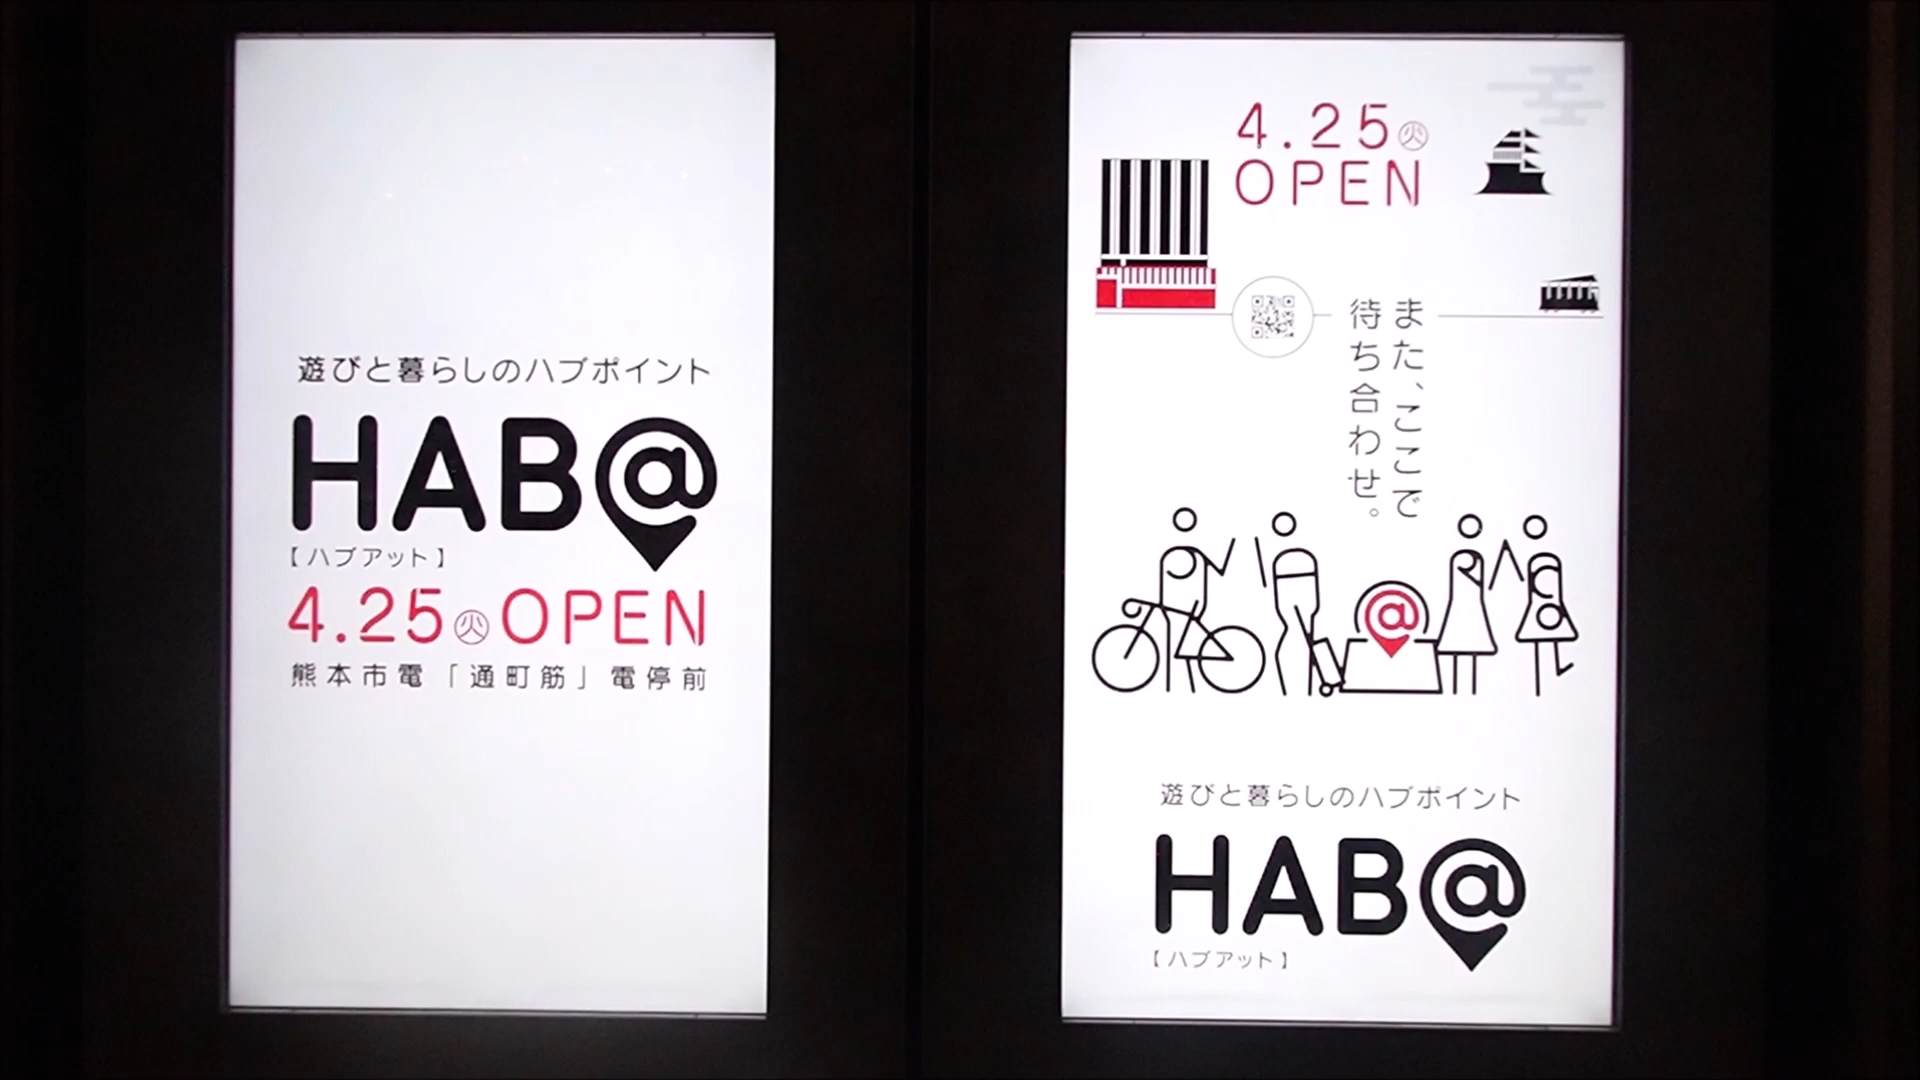 遊びと暮らしのハブポイント
HAB@
【ハブアット】
4.25㊋OPEN
熊本市電「通町筋」電停前
4.25㊋
OPEN
また、ここで
待ち合わせ。
@
遊びと暮らしのハブポイント
HAB@
【ハブアット】